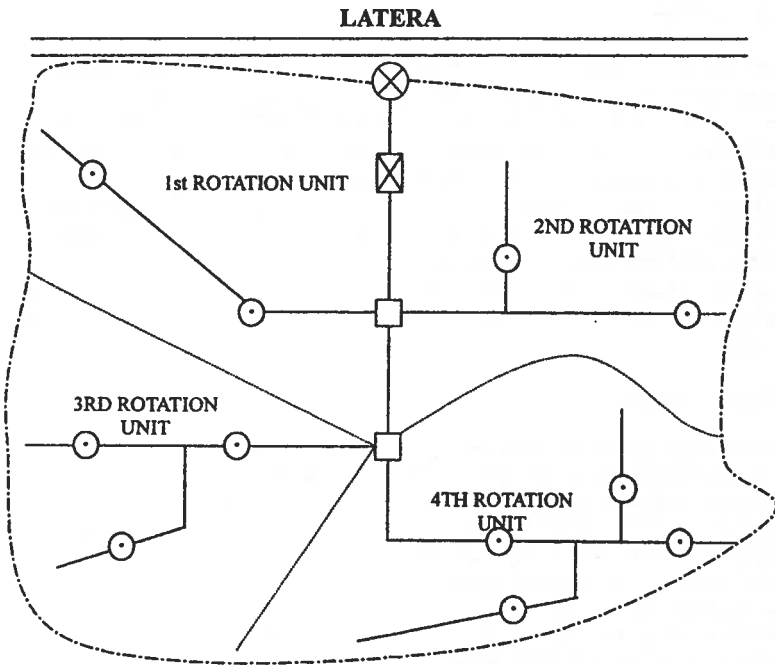 LATERA
1st ROTATION UNIT
2ND ROTATTION
UNIT
3RD ROTATION
UNIT
4TH ROTATION
UNIT